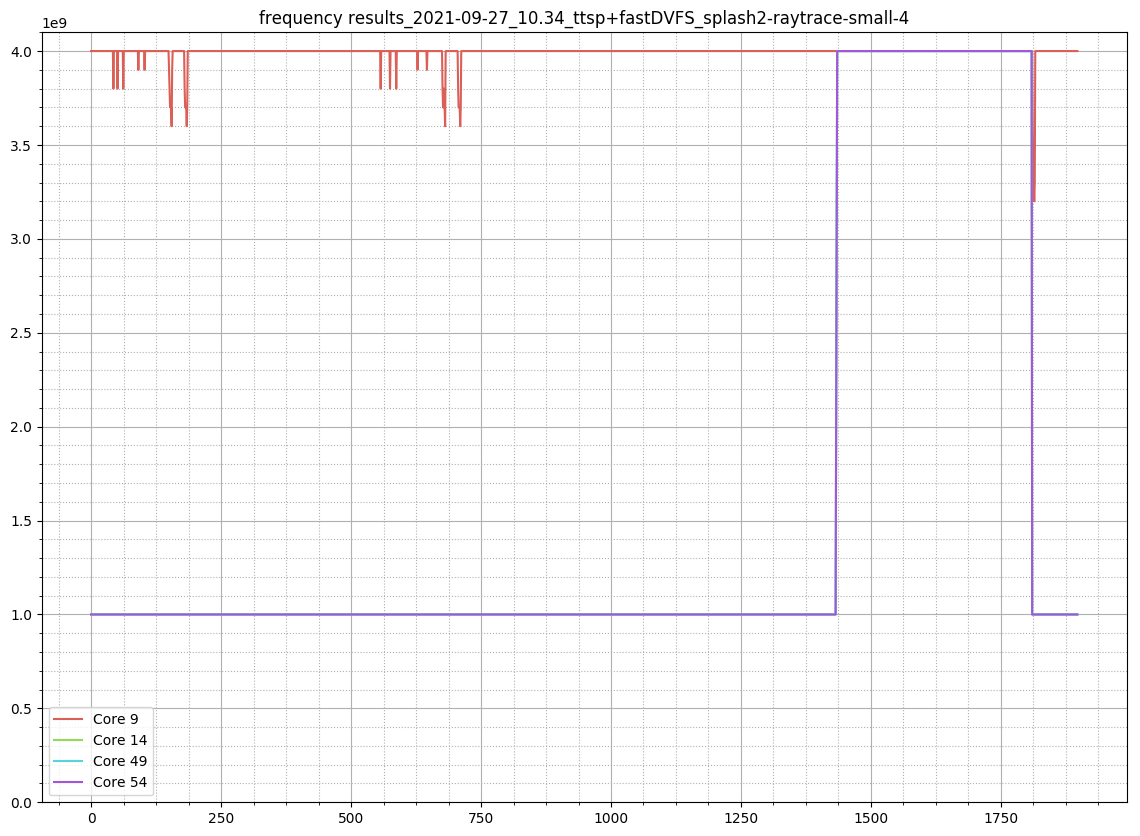 frequency results_2021-09-27_10.34_ttsp+fastDVFS_splash2-raytrace-small-4
1e9
4.0
3.5
3.0
2.5
2.0
1.5
1.0
0.5
0.0
Core 9
Core 14
Core 49
Core 54
0 250 500 750 1000 1250 1500 1750